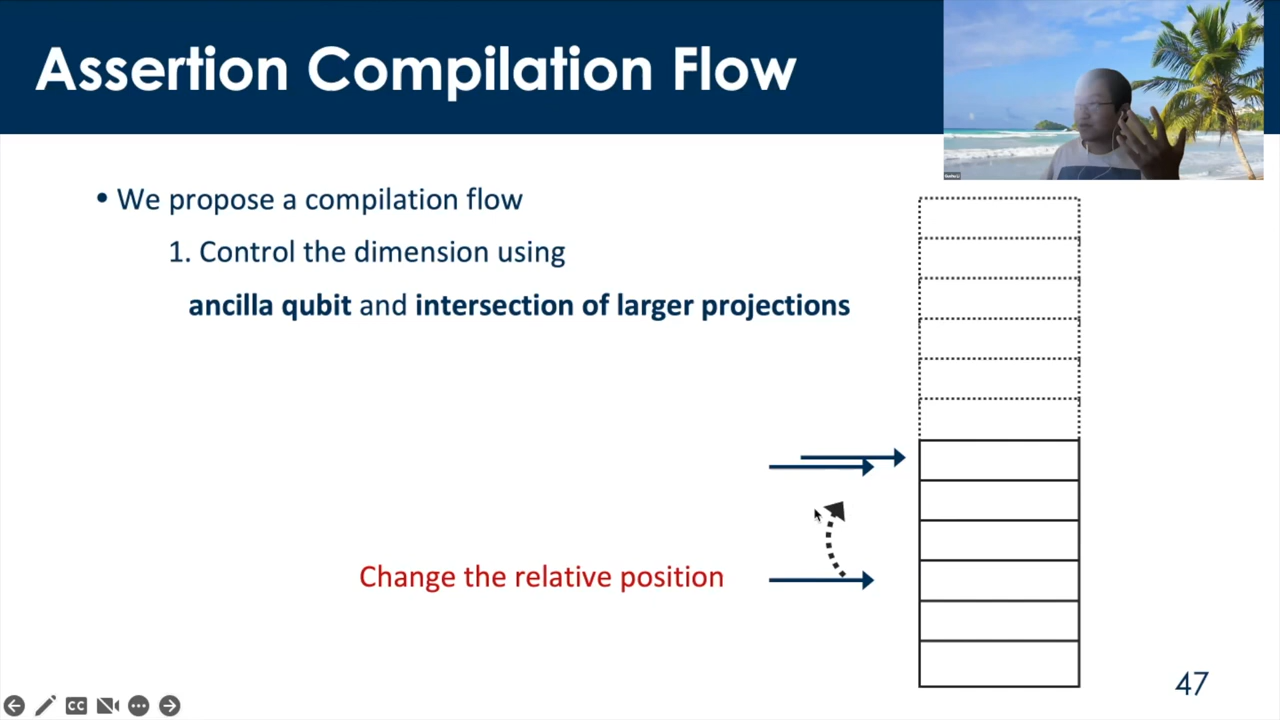 Assertion Compilation Flow
• We propose a compilation flow
1. Control the dimension using
ancilla qubit and intersection of larger projections
Change the relative position
47
CC